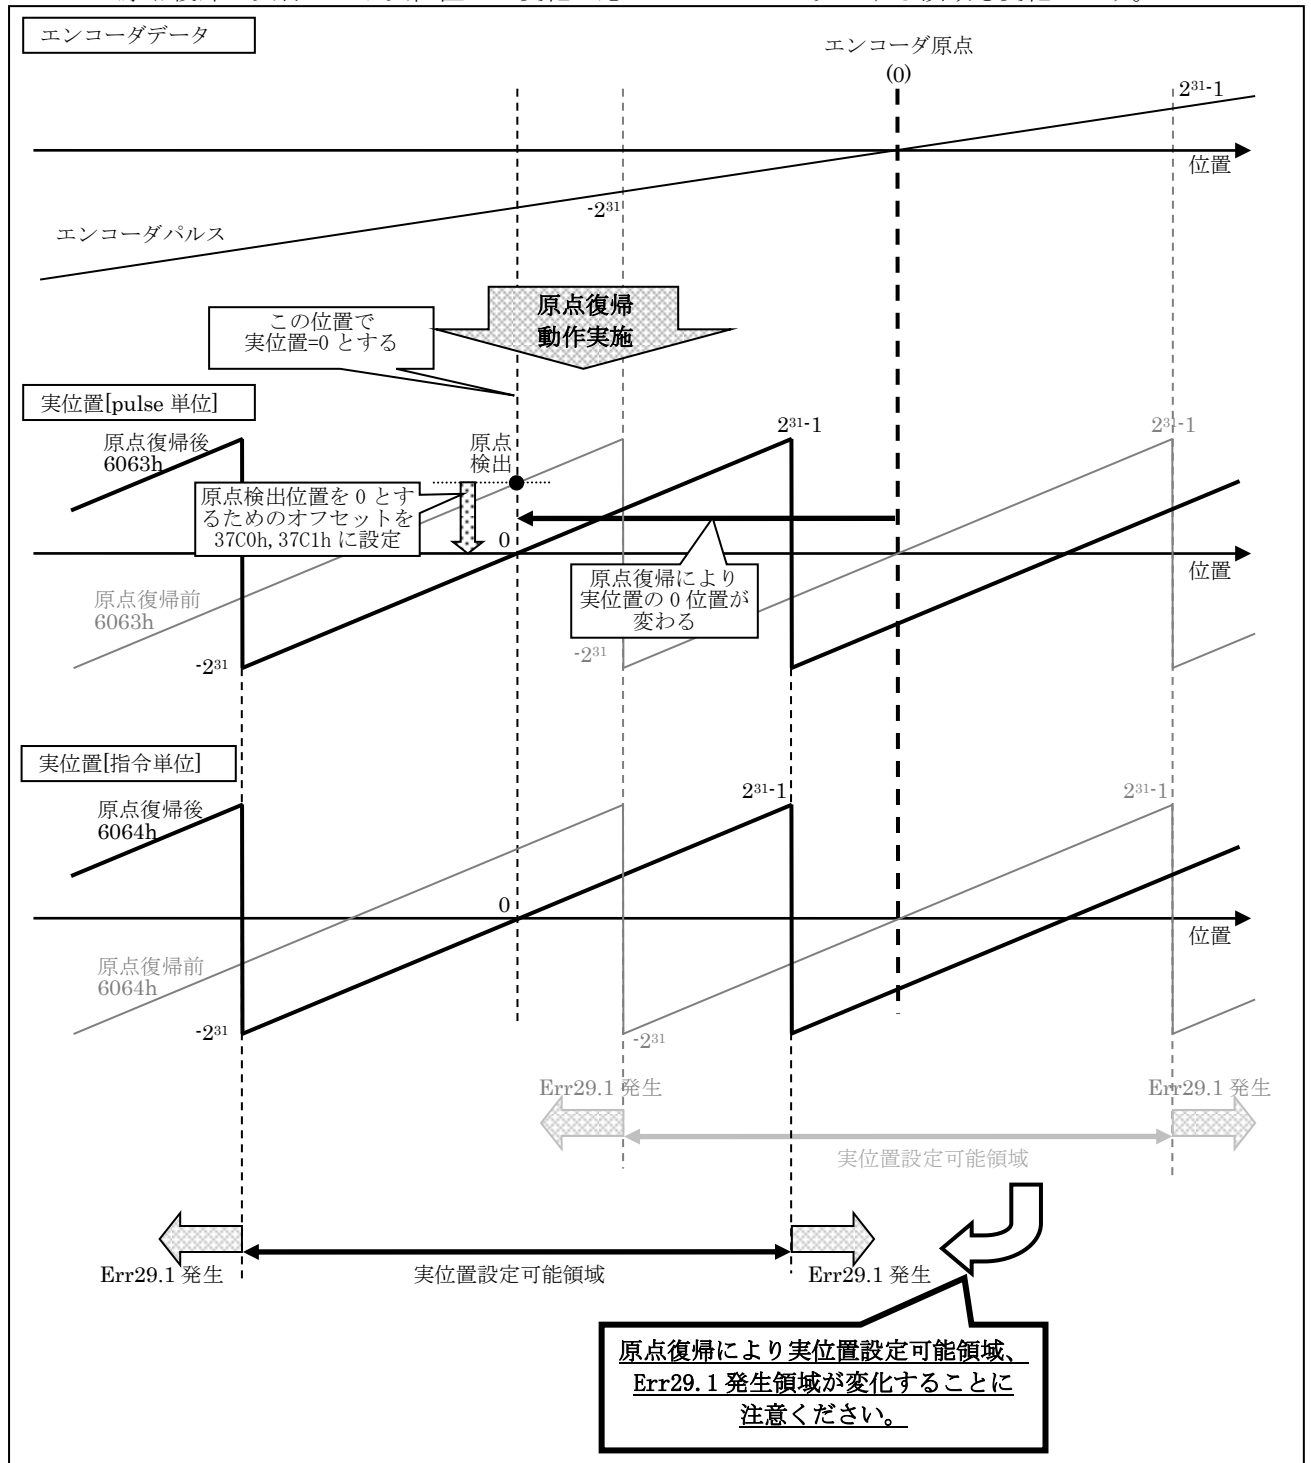 エンコーダデータ
エンコーダ原点
(0)
2³¹-1
位置
-2³¹
エンコーダパルス
原点復帰
動作実施
この位置で
実位置=0 とする
実位置[pulse 単位]
原点復帰後
6063h
原点
検出
2³¹-1
2³¹-1
原点検出位置を 0 とす
るためのオフセットを
37C0h, 37C1h に設定
0
位置
原点復帰により
実位置の 0 位置が
変わる
原点復帰前
6063h
-2³¹
-2³¹
実位置[指令単位]
原点復帰後
6064h
2³¹-1
2³¹-1
0
位置
原点復帰前
6064h
-2³¹
-2³¹
Err29.1 発生
Err29.1 発生
実位置設定可能領域
Err29.1 発生
実位置設定可能領域
Err29.1 発生
原点復帰により実位置設定可能領域、
Err29.1 発生領域が変化することに
注意ください。